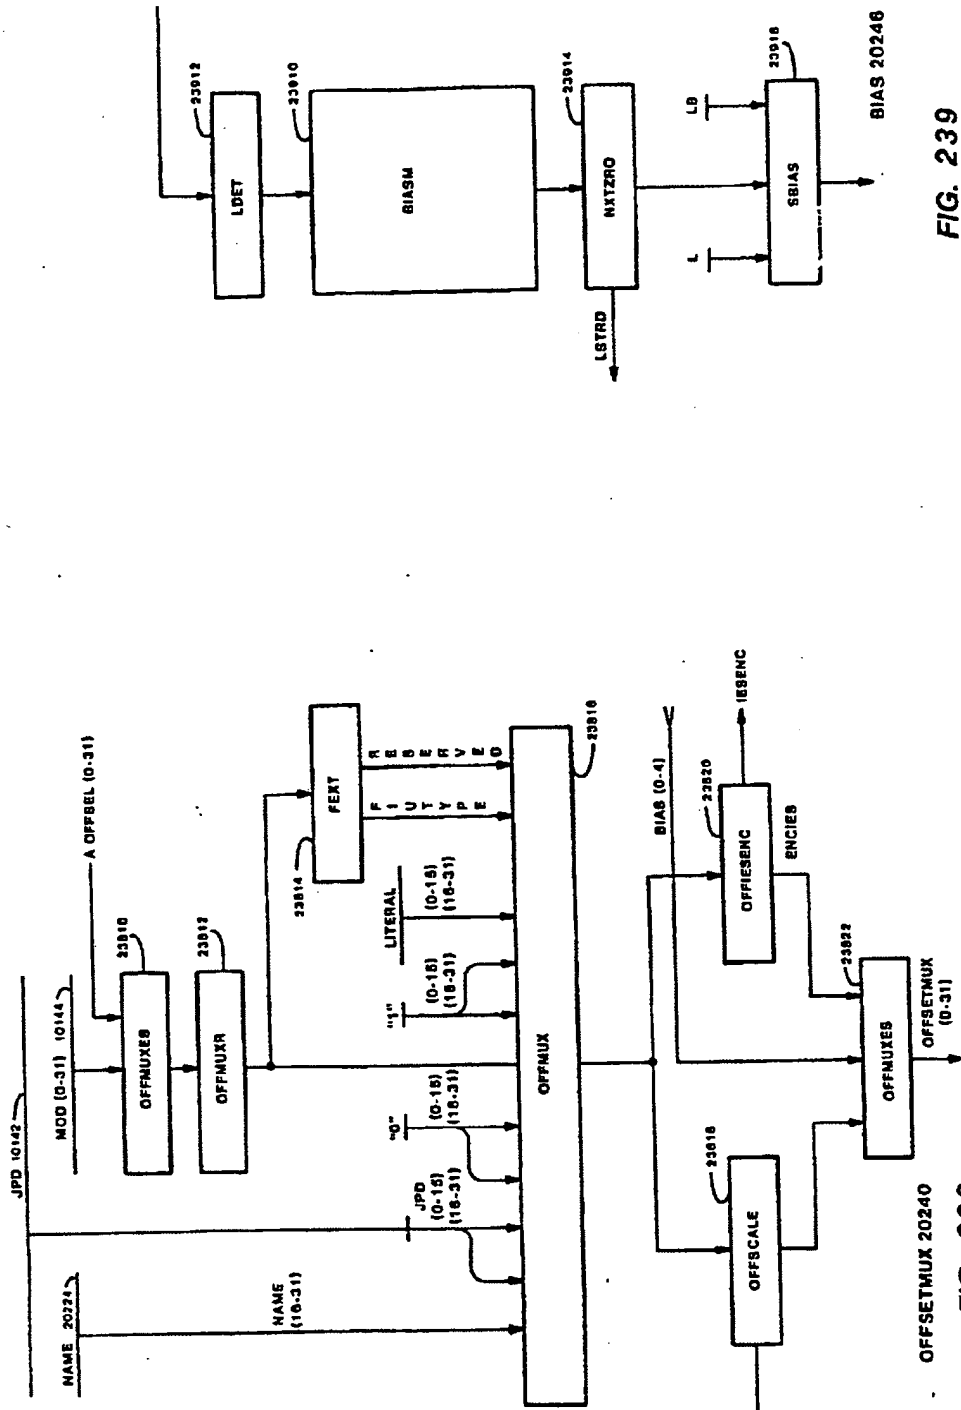 JPD 10142
NAME 20224
MOD (0-31) 10144
A OFFSEL (0-31)
OFFMUXES
23810
OFFMUXR
23812
FEXT
23814
FIUTYPE
RESERVED
NAME
(16-31)
JPD
(0-15)
(16-31)
"0"
(0-15)
(16-31)
"1"
(0-15)
(16-31)
LITERAL
(0-15)
(16-31)
OFFMUX
23816
BIAS (0-4)
OFFSCALE
23818
OFFIESENC
23820
IESENC
ENCIES
OFFMUXES
23822
OFFSETMUX
(0-31)
OFFSETMUX 20240
LDET
23912
BIASM
23910
NXTZRO
23914
LSTRD
L
LB
SBIAS
23916
BIAS 20246
FIG. 239